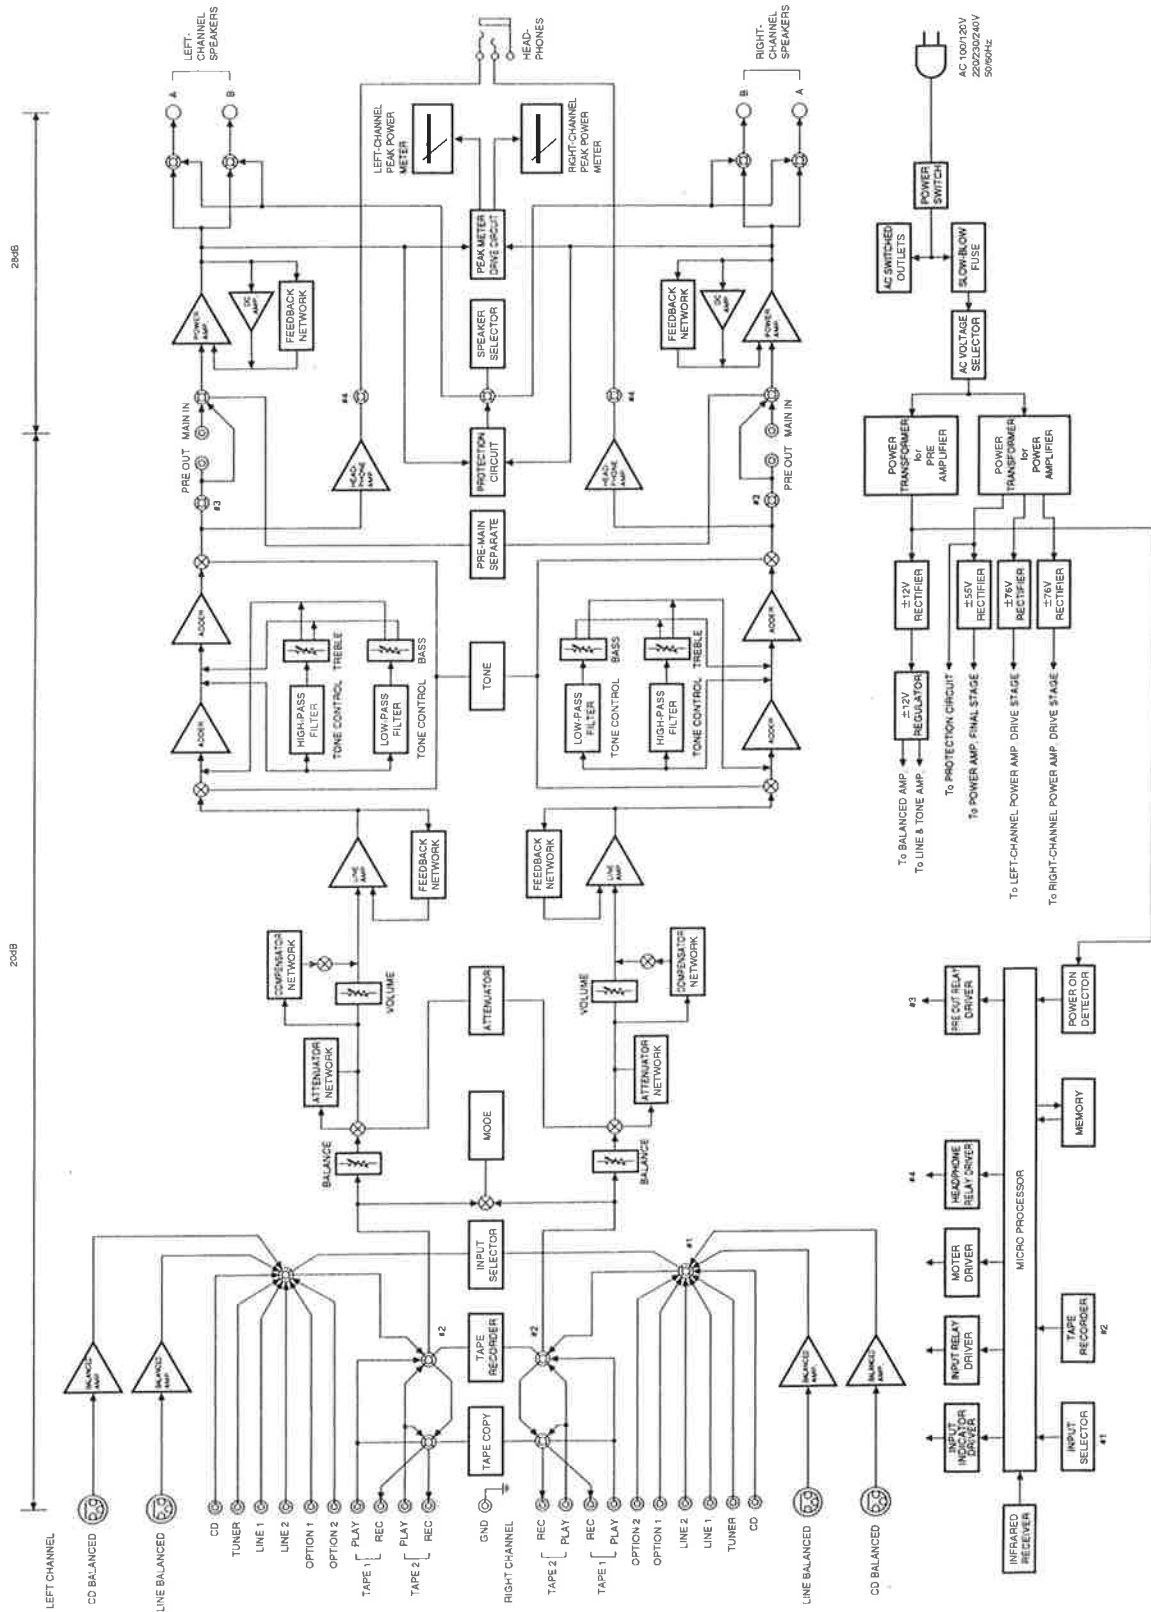 28dB
20dB
LEFT CHANNEL
CD BALANCED
LINE BALANCED
CD
TUNER
LINE 1
LINE 2
OPTION 1
OPTION 2
PLAY
REC
TAPE 1
PLAY
REC
TAPE 2
GND
RIGHT CHANNEL
REC
PLAY
TAPE 2
REC
PLAY
TAPE 1
OPTION 2
OPTION 1
LINE 2
LINE 1
TUNER
CD
LINE BALANCED
CD BALANCED
BALANCED
AMP.
BALANCED
AMP.
BALANCED
AMP.
BALANCED
AMP.
TAPE COPY
TAPE
RECORDER
INPUT
SELECTOR
#2
#2
#1
MODE
ATTENUATOR
BALANCE
BALANCE
ATTENUATOR
NETWORK
ATTENUATOR
NETWORK
COMPENSATOR
NETWORK
COMPENSATOR
NETWORK
VOLUME
VOLUME
LINE
AMP.
LINE
AMP.
FEEDBACK
NETWORK
FEEDBACK
NETWORK
ADDER
ADDER
HIGH-PASS
FILTER
TONE CONTROL
TREBLE
LOW-PASS
FILTER
TONE CONTROL
BASS
TONE
LOW-PASS
FILTER
TONE CONTROL
BASS
HIGH-PASS
FILTER
TONE CONTROL
TREBLE
ADDER
ADDER
PRE-MAIN
SEPARATE
#3
PRE OUT
MAIN IN
HEAD-
PHONE
AMP.
#4
PROTECTION
CIRCUIT
HEAD-
PHONE
AMP.
#4
#3
PRE OUT
MAIN IN
POWER
AMP.
DC
AMP.
FEEDBACK
NETWORK
SPEAKER
SELECTOR
FEEDBACK
NETWORK
DC
AMP.
POWER
AMP.
PEAK METER
DRIVE CIRCUIT
LEFT-CHANNEL
PEAK POWER
METER
RIGHT-CHANNEL
PEAK POWER
METER
A
B
LEFT-
CHANNEL
SPEAKERS
HEAD-
PHONES
B
A
RIGHT-
CHANNEL
SPEAKERS
AC 100/120V
220/230/240V
50/60Hz
POWER
SWITCH
AC SWITCHED
OUTLETS
SLOW-BLOW
FUSE
AC VOLTAGE
SELECTOR
POWER
TRANSFORMER
for
PRE
AMPLIFIER
POWER
TRANSFORMER
for
POWER
AMPLIFIER
±12V
RECTIFIER
±55V
RECTIFIER
±76V
RECTIFIER
±76V
RECTIFIER
±12V
REGULATOR
To BALANCED AMP.
To LINE & TONE AMP.
To PROTECTION CIRCUIT
To POWER AMP. FINAL STAGE
To LEFT-CHANNEL POWER AMP. DRIVE STAGE
To RIGHT-CHANNEL POWER AMP. DRIVE STAGE
INPUT
INDICATOR
DRIVER
INPUT RELAY
DRIVER
MOTER
DRIVER
#4
HEADPHONE
RELAY DRIVER
#3
PRE OUT RELAY
DRIVER
MICRO PROCESSOR
INFRARED
RECEIVER
INPUT
SELECTOR
#1
TAPE
RECORDER
#2
MEMORY
POWER ON
DETECTOR